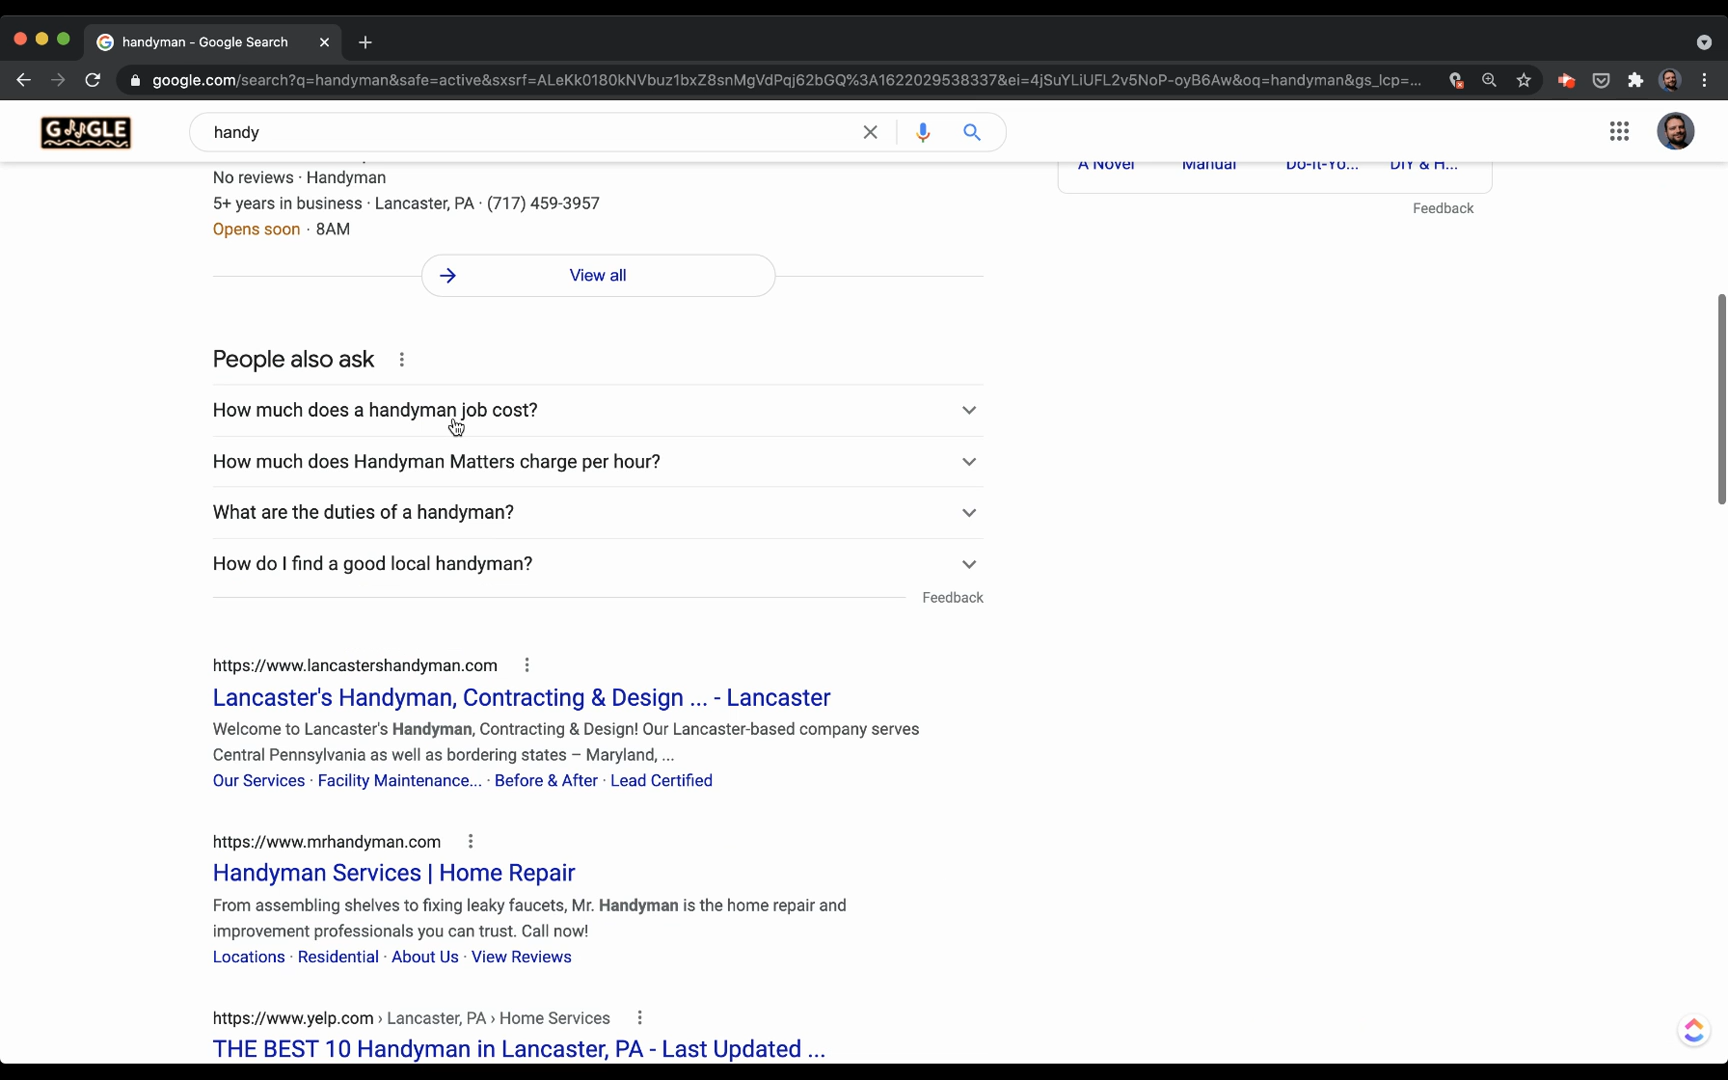 handyman - Google Search
google.com/search?q=handyman&safe=active&sxsrf=ALeKk0180kNVbuz1bxZ8snMgVdPqj62bGQ%3A1622029538337&ei=4jSuYLiUFL2v5NoP-oyB6Aw&oq=handyman&gs_lcp=...
GOOGLE
handy
A Novel Manual Do-It-Yo... DIY & H...
Feedback
No reviews · Handyman
5+ years in business · Lancaster, PA · (717) 459-3957
Opens soon · 8AM
View all
People also ask
How much does a handyman job cost?
How much does Handyman Matters charge per hour?
What are the duties of a handyman?
How do I find a good local handyman?
Feedback
https://www.lancastershandyman.com
Lancaster's Handyman, Contracting & Design ... - Lancaster
Welcome to Lancaster's Handyman, Contracting & Design! Our Lancaster-based company serves
Central Pennsylvania as well as bordering states – Maryland, ...
Our Services · Facility Maintenance... · Before & After · Lead Certified
https://www.mrhandyman.com
Handyman Services | Home Repair
From assembling shelves to fixing leaky faucets, Mr. Handyman is the home repair and
improvement professionals you can trust. Call now!
Locations · Residential · About Us · View Reviews
https://www.yelp.com › Lancaster, PA › Home Services
THE BEST 10 Handyman in Lancaster, PA - Last Updated ...